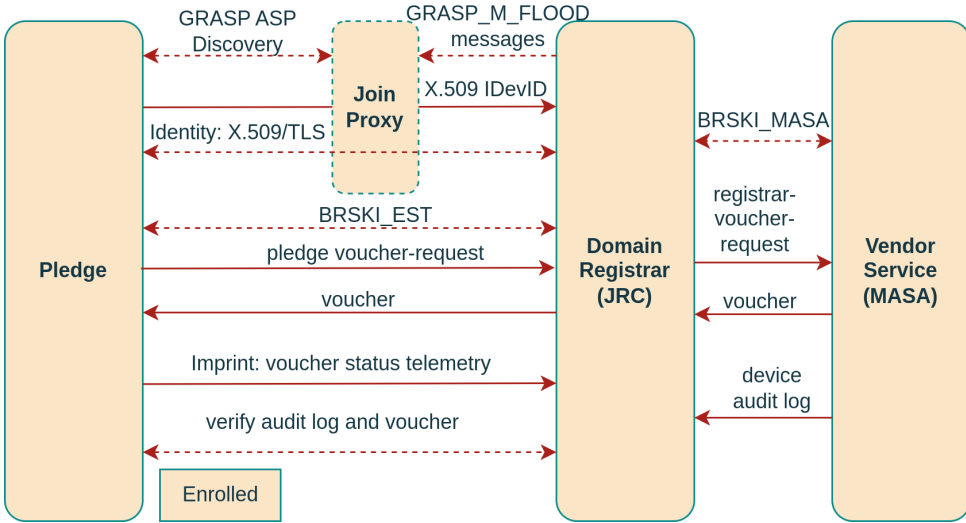 GRASP ASP
Discovery
GRASP_M_FLOOD
messages
Join
Proxy
X.509 IDevID
Identity: X.509/TLS
BRSKI_MASA
BRSKI_EST
pledge voucher-request
registrar-
voucher-
request
Pledge
Domain
Registrar
(JRC)
Vendor
Service
(MASA)
voucher
voucher
Imprint: voucher status telemetry
device
audit log
verify audit log and voucher
Enrolled